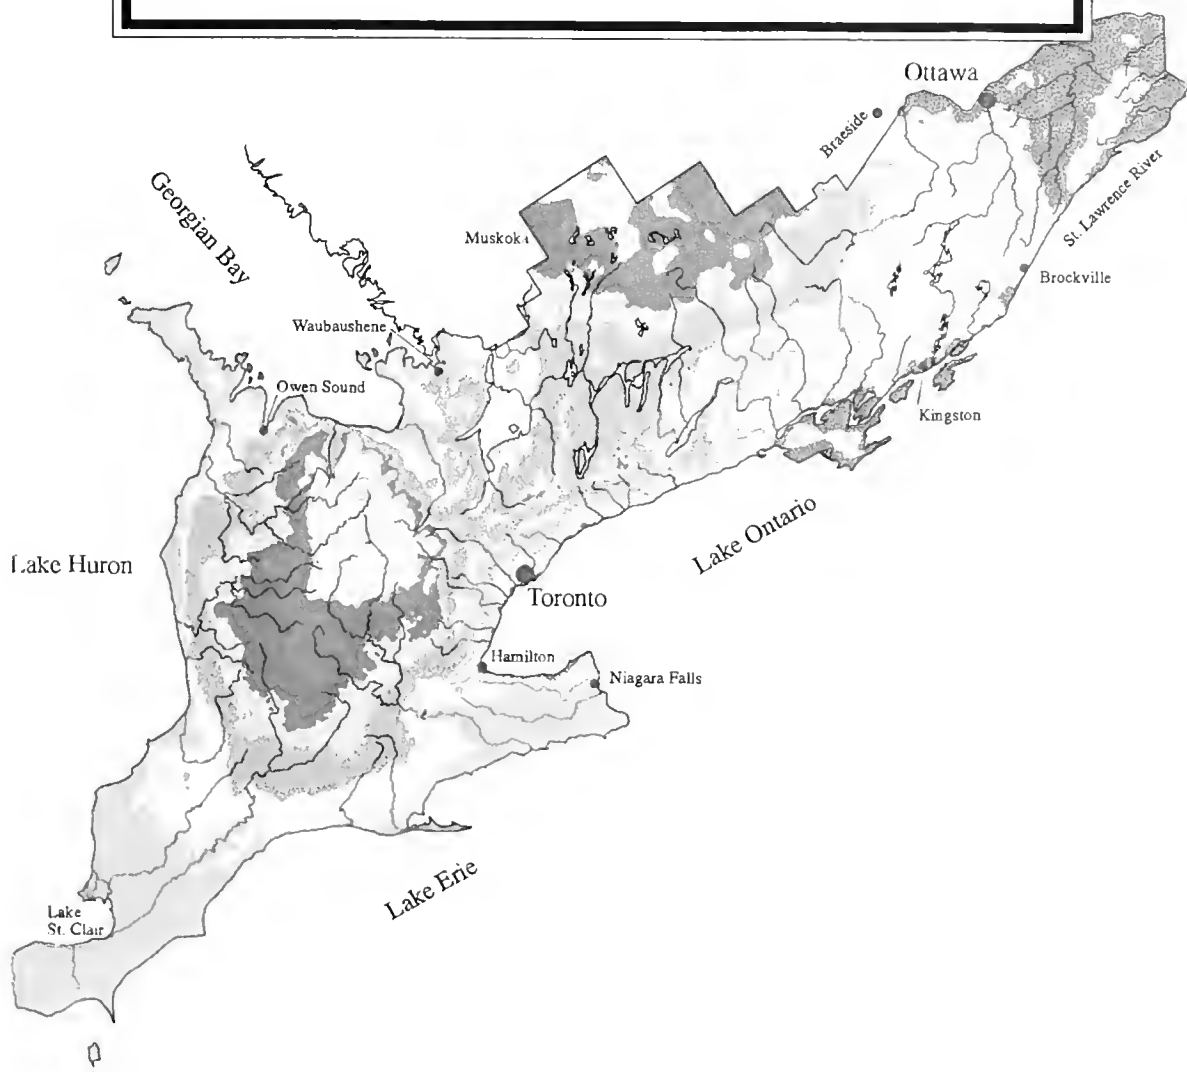 Ottawa
Braeside
St. Lawrence River
Georgian Bay
Muskoka
Brockville
Waubaushene
Owen Sound
Kingston
Lake Ontario
Lake Huron
Toronto
Hamilton
Niagara Falls
Lake Erie
Lake
St. Clair